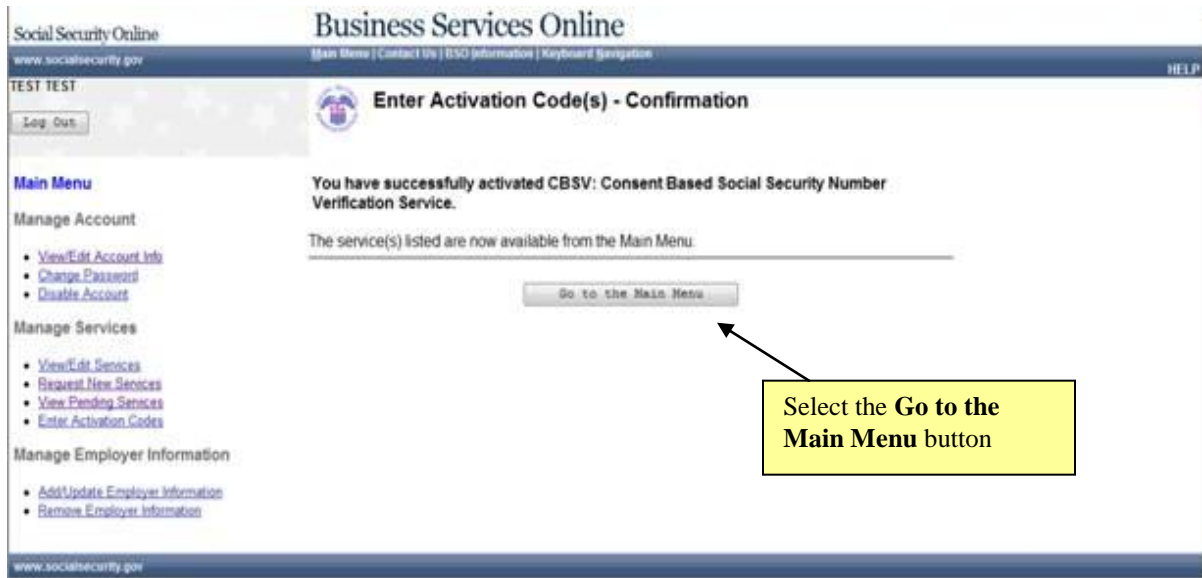 Social Security Online
Business Services Online
www.socialsecurity.gov
Main Menu | Contact Us | BSO Information | Keyboard Navigation
HELP
TEST TEST
Log Out
Enter Activation Code(s) - Confirmation
Main Menu
Manage Account
• View/Edit Account Info
• Change Password
• Disable Account
Manage Services
• View/Edit Services
• Request New Services
• View Pending Services
• Enter Activation Codes
Manage Employer Information
• Add/Update Employer Information
• Remove Employer Information
You have successfully activated CBSV: Consent Based Social Security Number
Verification Service.
The service(s) listed are now available from the Main Menu.
Go to the Main Menu
Select the Go to the
Main Menu button
www.socialsecurity.gov